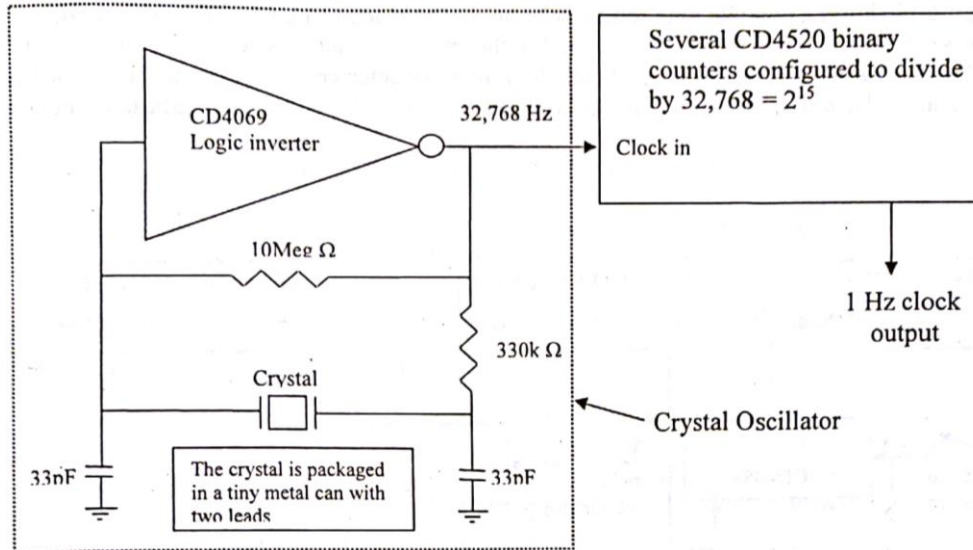 CD4069
Logic inverter
32,768 Hz
Several CD4520 binary
counters configured to divide
by 32,768 = 2¹⁵
Clock in
10Meg Ω
330k Ω
1 Hz clock
output
Crystal
Crystal Oscillator
33nF
The crystal is packaged
in a tiny metal can with
two leads
33nF